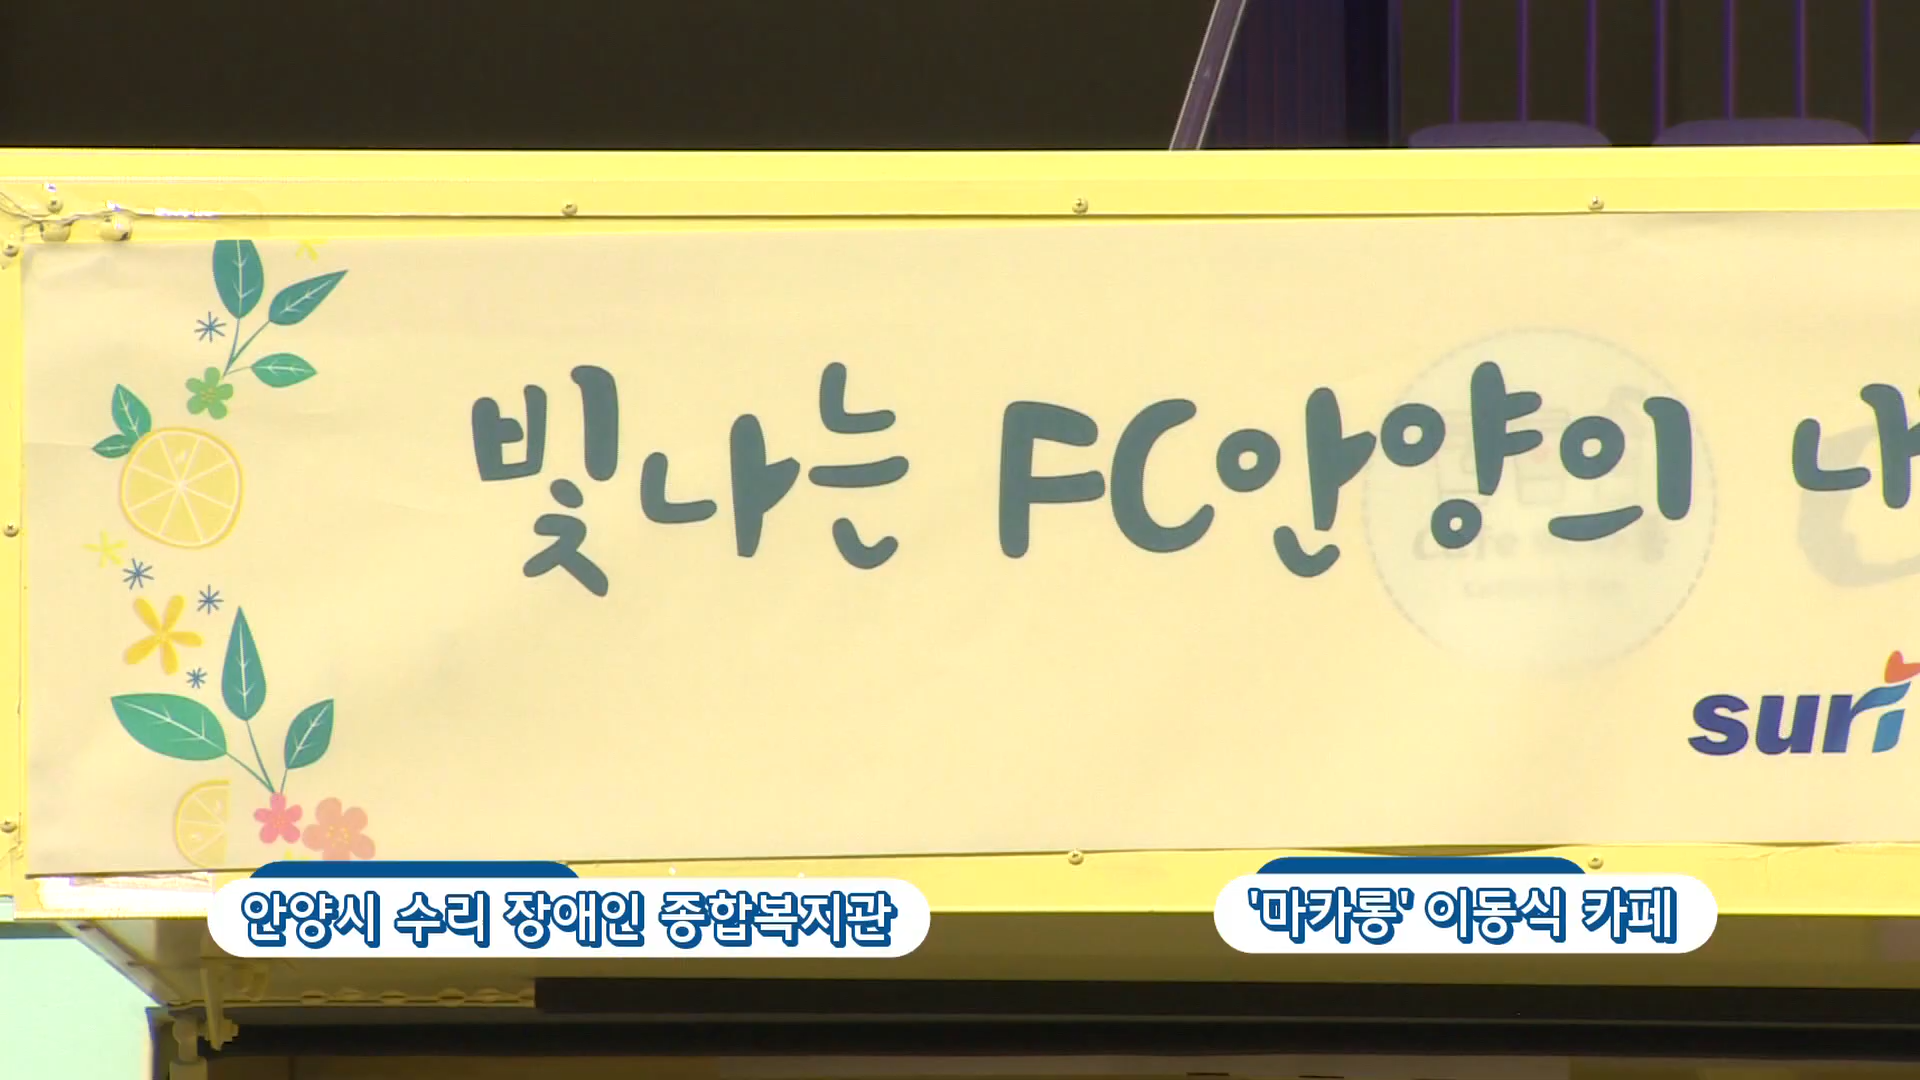 빛나는 FC안양의 내
suri
안양시 수리 장애인 종합복지관
'마카롱' 이동식 카페